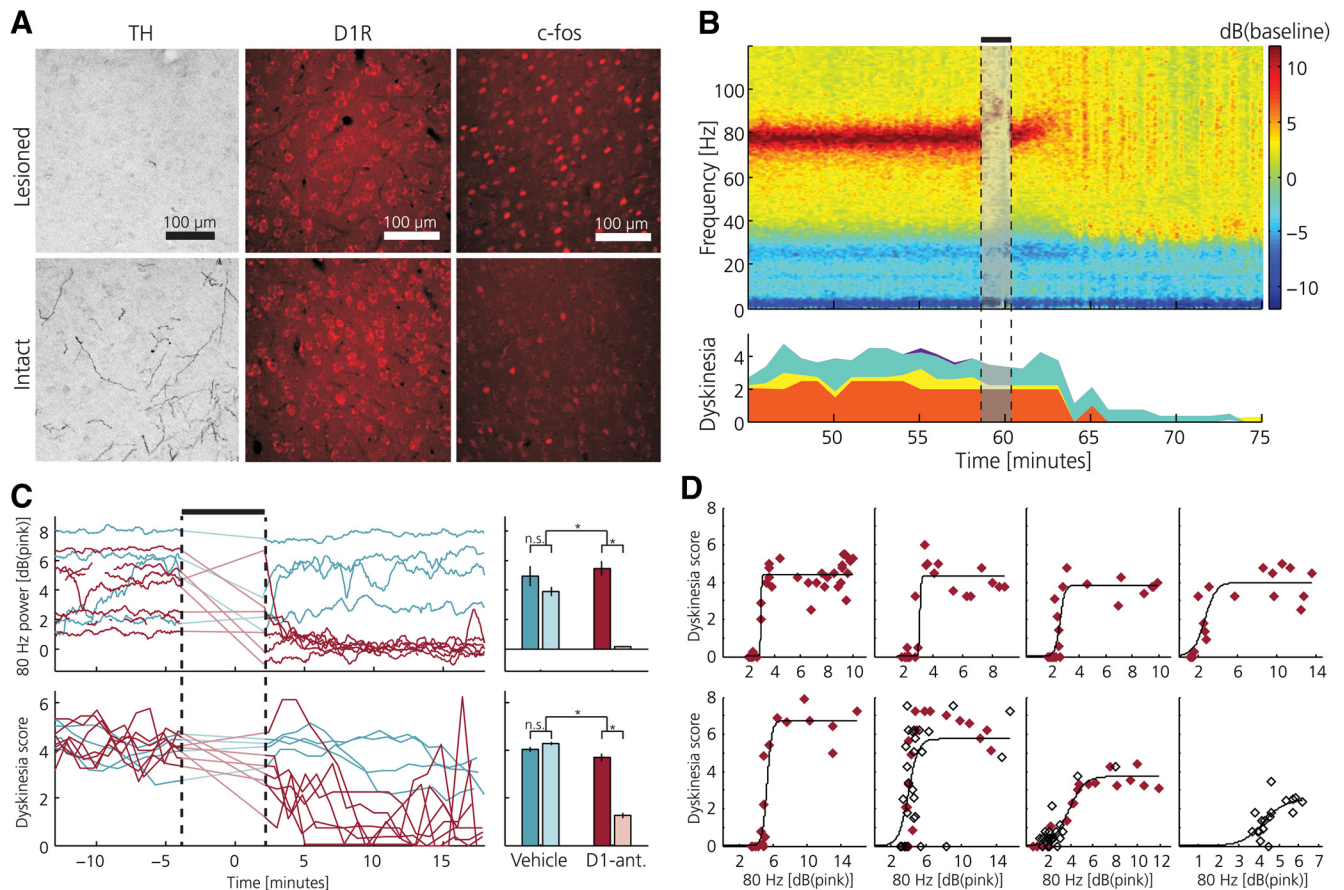 A
TH
D1R
c-fos
Lesioned
100 µm
100 µm
100 µm
Intact
B
dB(baseline)
Frequency [Hz]
100
80
60
40
20
0
10
5
0
−5
−10
Dyskinesia
4
2
0
50
55
60
65
70
75
Time [minutes]
C
80 Hz power [dB(pink)]
8
6
4
2
0
n.s.
*
*
Dyskinesia score
6
4
2
0
n.s.
*
*
−10
−5
0
5
10
15
Time [minutes]
Vehicle
D1-ant.
D
Dyskinesia score
8
6
4
2
0
2 4 6 8 10
2 4 6 8
2 4 6 8 10
2 6 10 14
Dyskinesia score
8
6
4
2
0
2 6 10 14
2 6 10 14
2 4 6 8 10 12
1 2 3 4 5 6 7
80 Hz [dB(pink)]
80 Hz [dB(pink)]
80 Hz [dB(pink)]
80 Hz [dB(pink)]